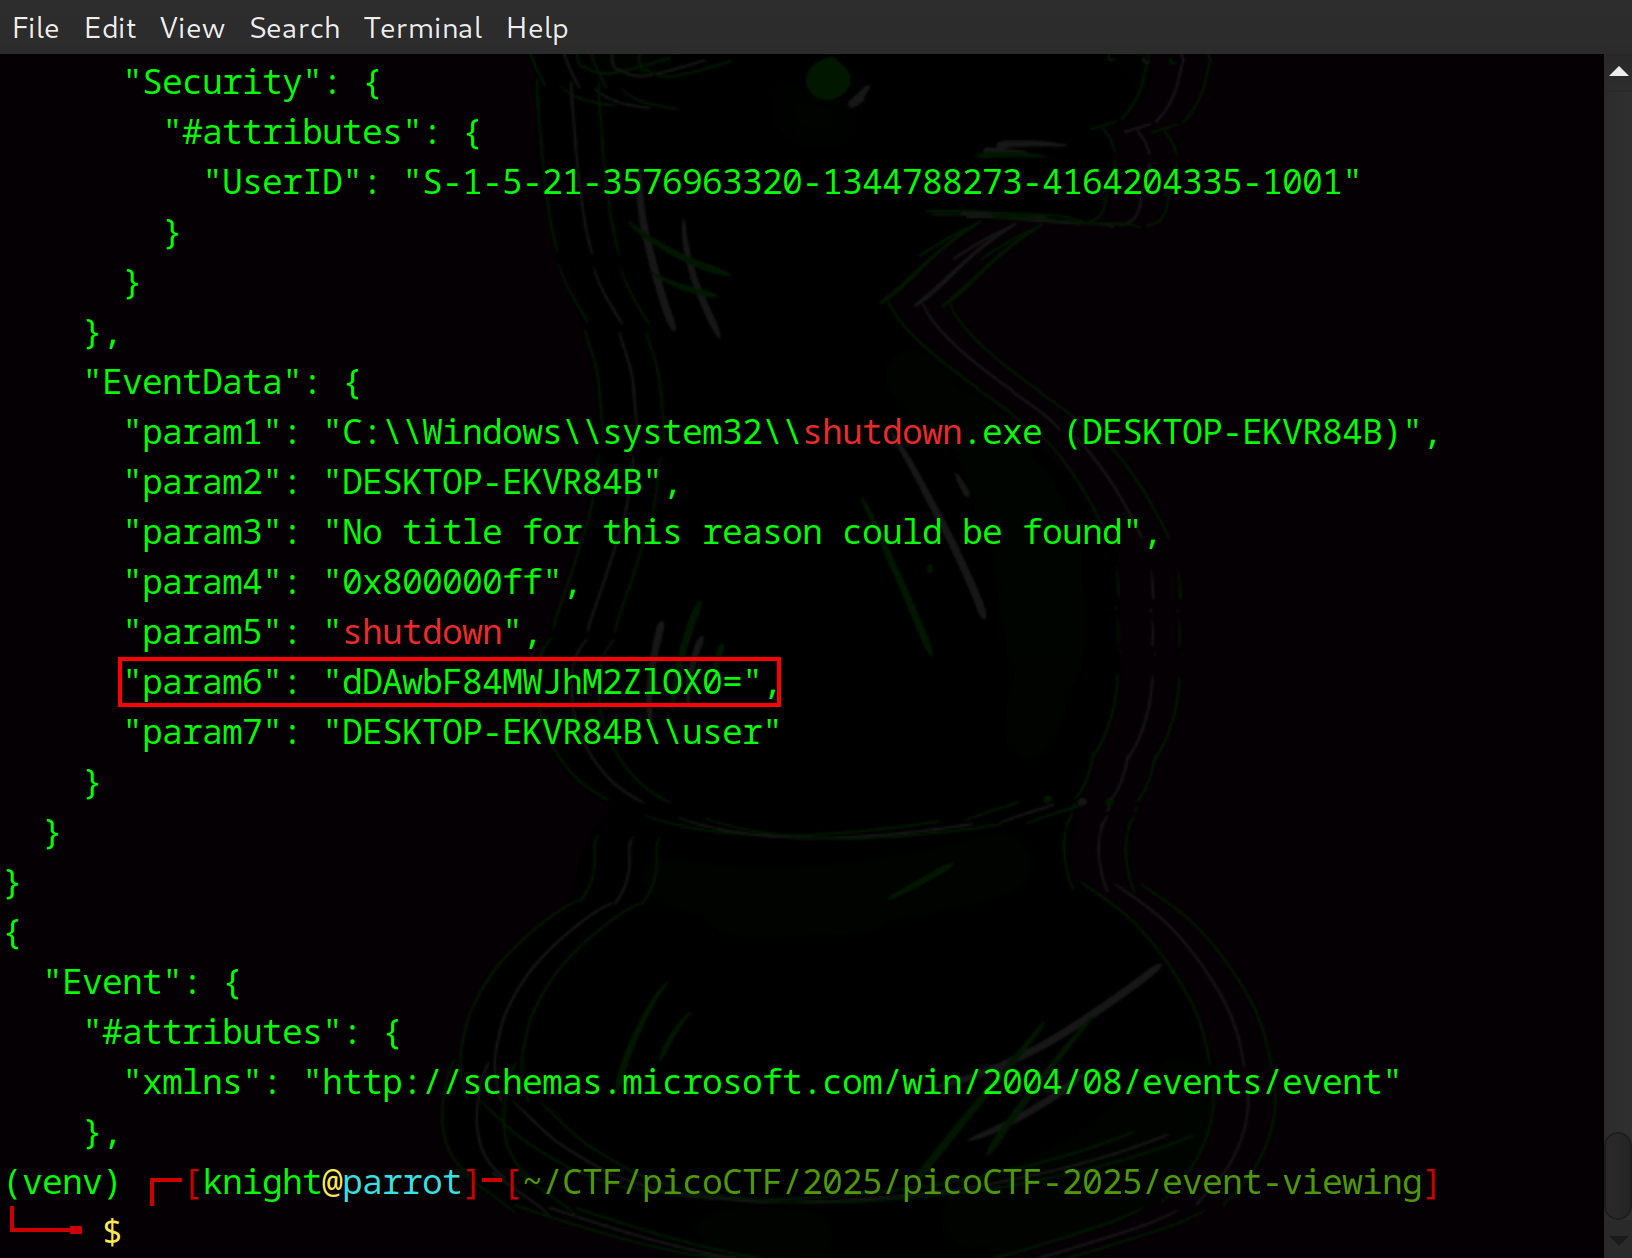 File Edit View Search Terminal Help
"Security": {
"#attributes": {
"UserID": "S-1-5-21-3576963320-1344788273-4164204335-1001"
}
}
},
"EventData": {
"param1": "C:\\Windows\\system32\\shutdown.exe (DESKTOP-EKVR84B)",
"param2": "DESKTOP-EKVR84B",
"param3": "No title for this reason could be found",
"param4": "0x800000ff",
"param5": "shutdown",
"param6": "dDAwbF84MWJhM2ZlOX0=",
"param7": "DESKTOP-EKVR84B\\user"
}
}
}
{
"Event": {
"#attributes": {
"xmlns": "http://schemas.microsoft.com/win/2004/08/events/event"
},
(venv) ┌─[knight@parrot]─[~/CTF/picoCTF/2025/picoCTF-2025/event-viewing]
└──╼ $